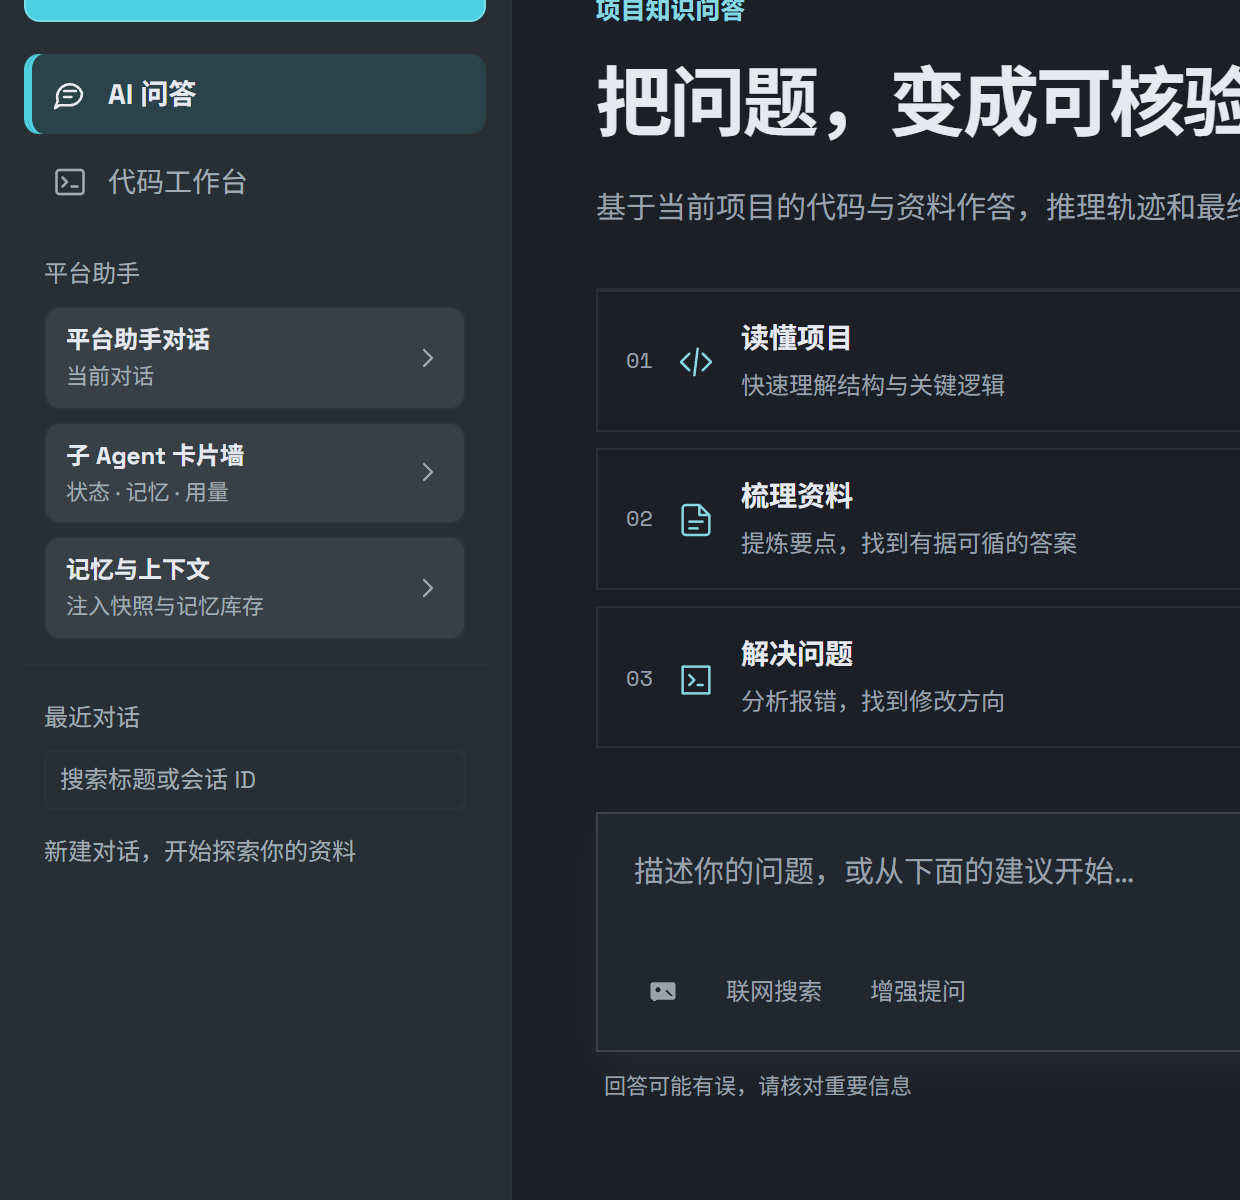 AI 问答
代码工作台
平台助手
平台助手对话
当前对话
子 Agent 卡片墙
状态 · 记忆 · 用量
记忆与上下文
注入快照与记忆库存
最近对话
搜索标题或会话 ID
新建对话，开始探索你的资料
项目知识问答
把问题，变成可核验
基于当前项目的代码与资料作答，推理轨迹和最终
01
读懂项目
快速理解结构与关键逻辑
02
梳理资料
提炼要点，找到有据可循的答案
03
解决问题
分析报错，找到修改方向
描述你的问题，或从下面的建议开始...
联网搜索
增强提问
回答可能有误，请核对重要信息